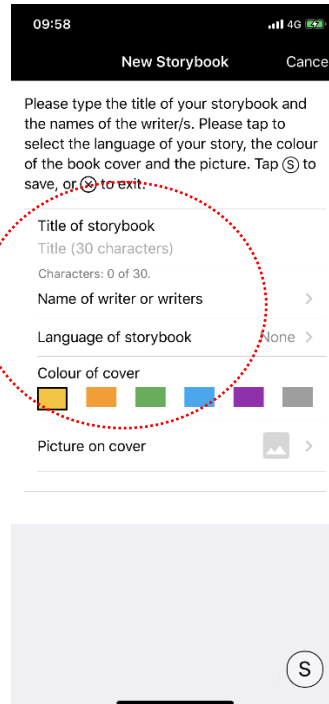 09:58 4G
New Storybook Cance
Please type the title of your storybook and
the names of the writer/s. Please tap to
select the language of your story, the colour
of the book cover and the picture. Tap Ⓢ to
save, or ⓧ to exit.
Title of storybook
Title (30 characters)
Characters: 0 of 30.
Name of writer or writers
Language of storybook None
Colour of cover
Picture on cover
S